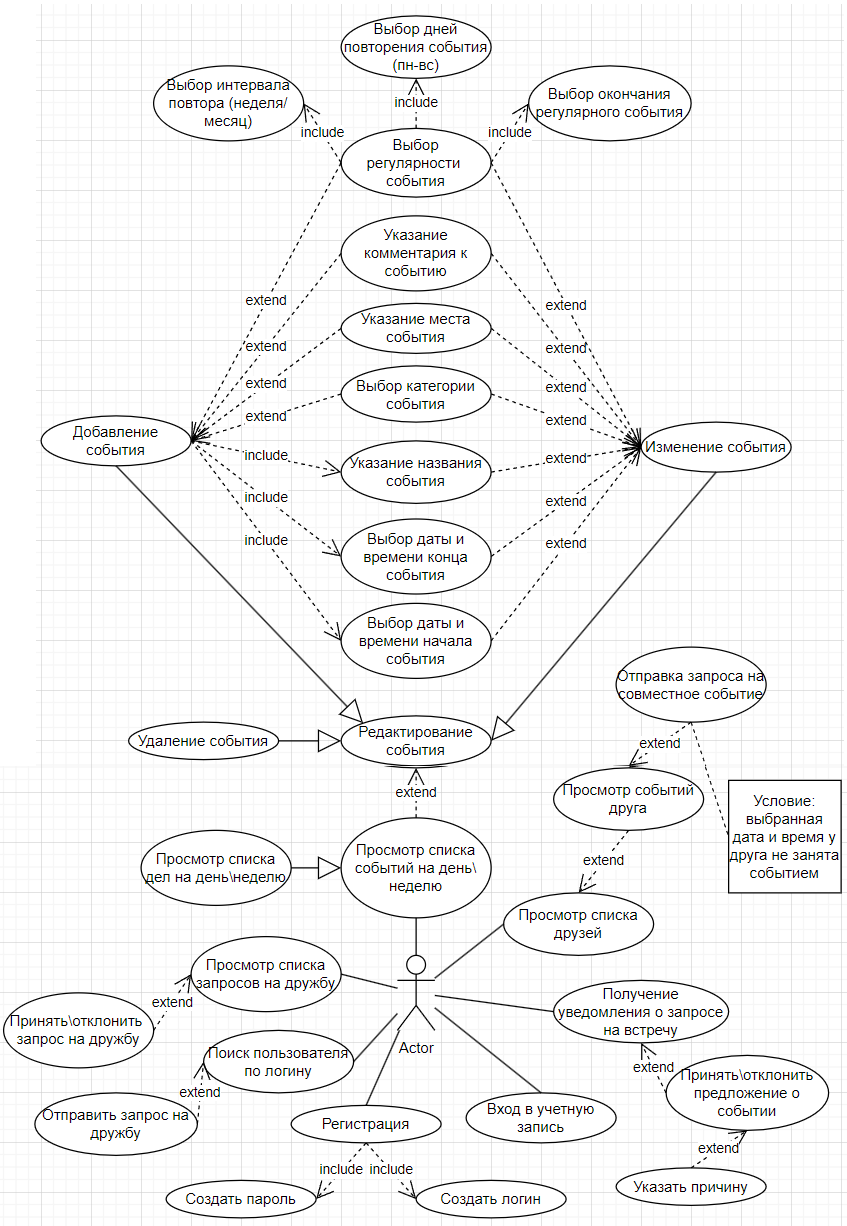 Выбор дней
повторения события
(пн-вс)
Выбор интервала
повтора (неделя/
месяц)
Выбор окончания
регулярного события
include
include
include
Выбор
регулярности
события
Указание
комментария к
событию
extend
extend
Указание места
события
extend
extend
extend
extend
Выбор категории
события
extend
extend
Добавление
события
Изменение события
include
Указание названия
события
extend
include
extend
Выбор даты и
времени конца
события
include
extend
Выбор даты и
времени начала
события
Отправка запроса на
совместное событие
Удаление события
Редактирование
события
extend
extend
Просмотр событий
друга
Условие:
выбранная
дата и время у
друга не занята
событием
Просмотр списка
дел на день\неделю
Просмотр списка
событий на день\
неделю
extend
Просмотр списка
друзей
Просмотр списка
запросов на дружбу
extend
Принять\отклонить
запрос на дружбу
Получение
уведомления о запросе
на встречу
Actor
Поиск пользователя
по логину
extend
extend
Принять\отклонить
предложение о
событии
Отправить запрос на
дружбу
Регистрация
Вход в учетную
запись
extend
include
include
Указать причину
Создать пароль
Создать логин